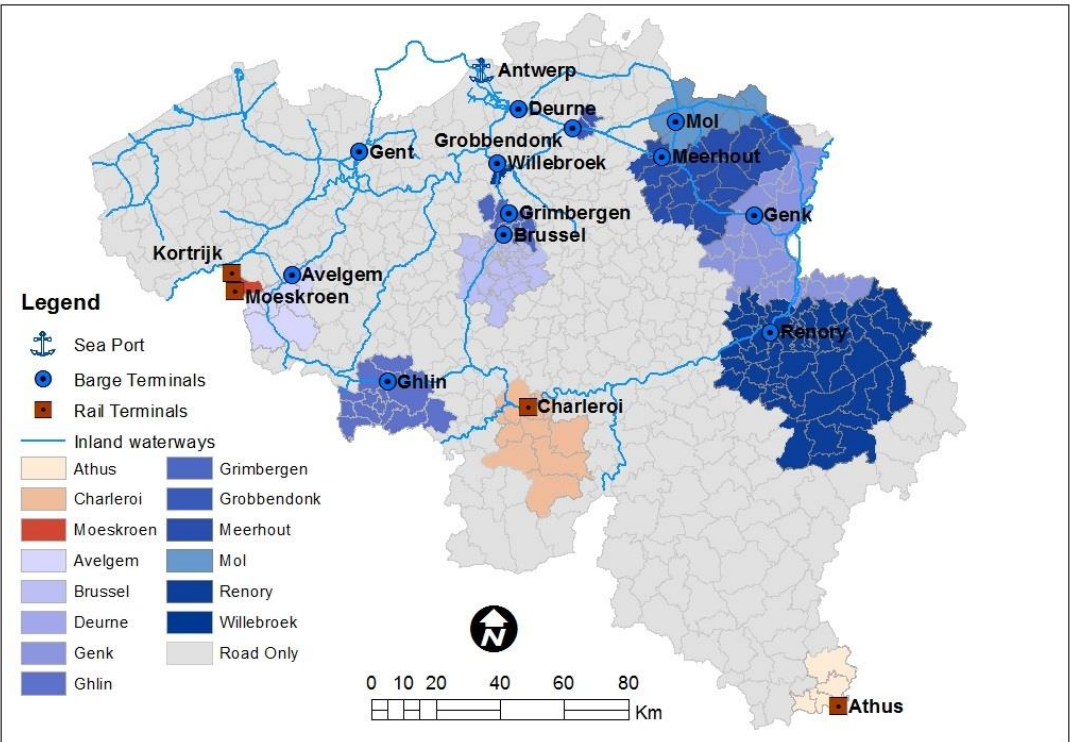 Antwerp
Deurne
Grobbendonk
Mol
Gent
Willebroek
Meerhout
Grimbergen
Genk
Brussel
Kortrijk
Avelgem
Moeskroen
Renory
Ghlin
Charleroi
Athus
Legend
Sea Port
Barge Terminals
Rail Terminals
Inland waterways
Athus
Charleroi
Moeskroen
Avelgem
Brussel
Deurne
Genk
Ghlin
Grimbergen
Grobbendonk
Meerhout
Mol
Renory
Willebroek
Road Only
N
0 10 20 40 60 80
Km